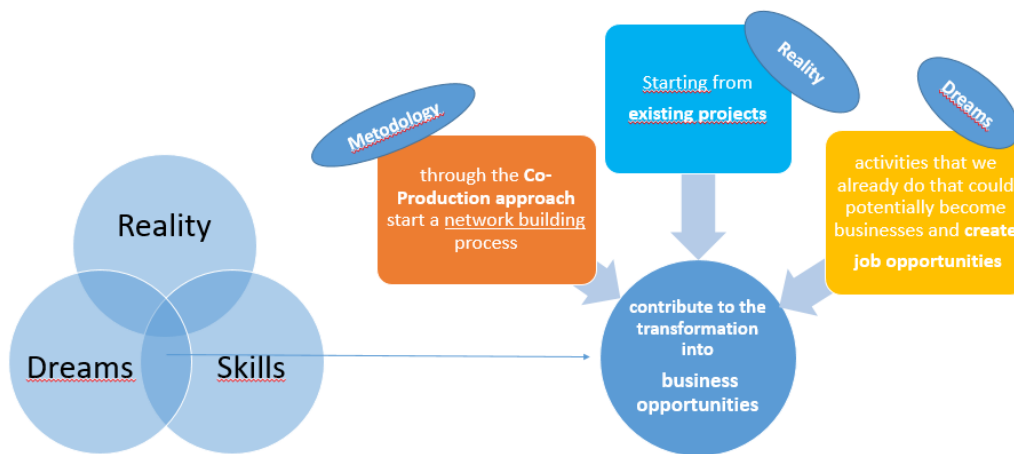 Reality
Dreams
Skills
Metodology
through the Co-
Production approach
start a network building
process
Reality
Starting from
existing projects
Dreams
activities that we
already do that could
potentially become
businesses and create
job opportunities
contribute to the
transformation
into
business
opportunities